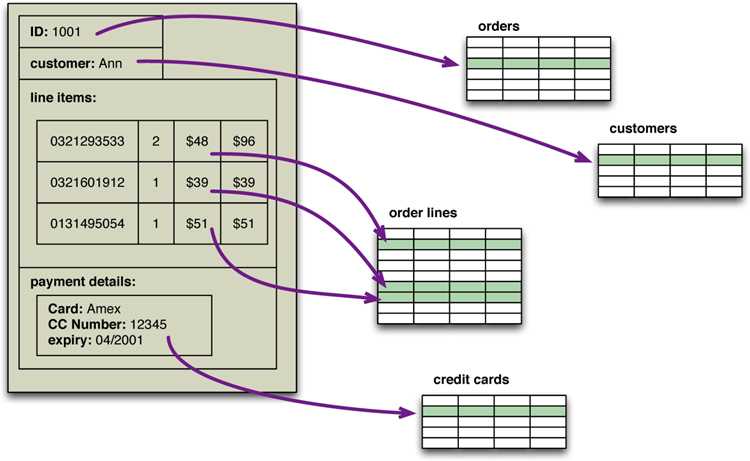 ID: 1001
customer: Ann
line items:
0321293533 2 $48 $96
0321601912 1 $39 $39
0131495054 1 $51 $51
payment details:
Card: Amex
CC Number: 12345
expiry: 04/2001
orders
customers
order lines
credit cards